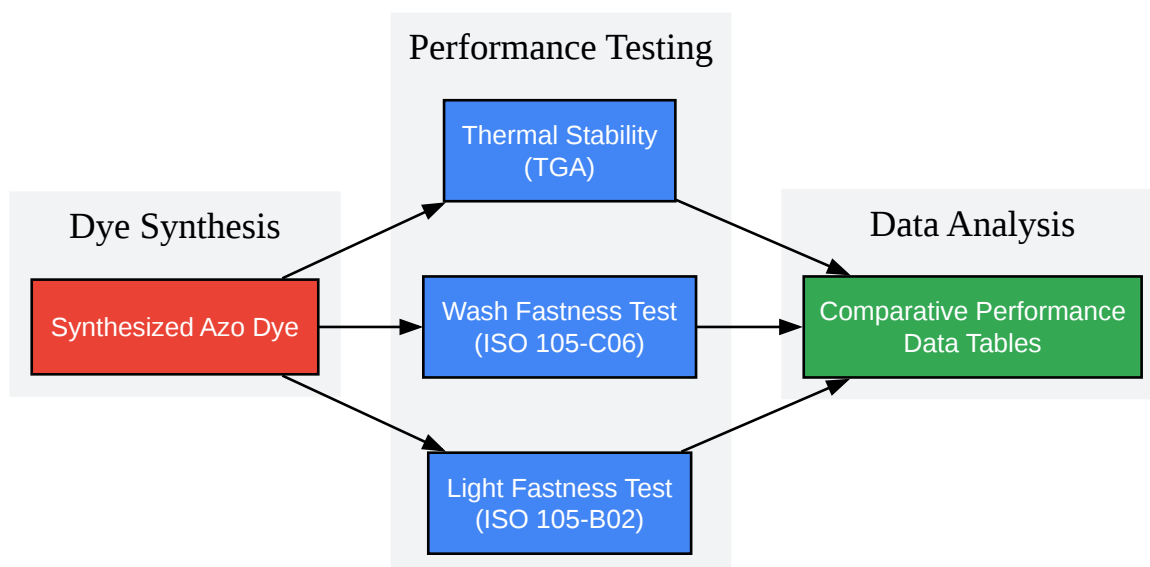 Performance Testing
Thermal Stability
(TGA)
Dye Synthesis
Synthesized Azo Dye
Wash Fastness Test
(ISO 105-C06)
Light Fastness Test
(ISO 105-B02)
Data Analysis
Comparative Performance
Data Tables